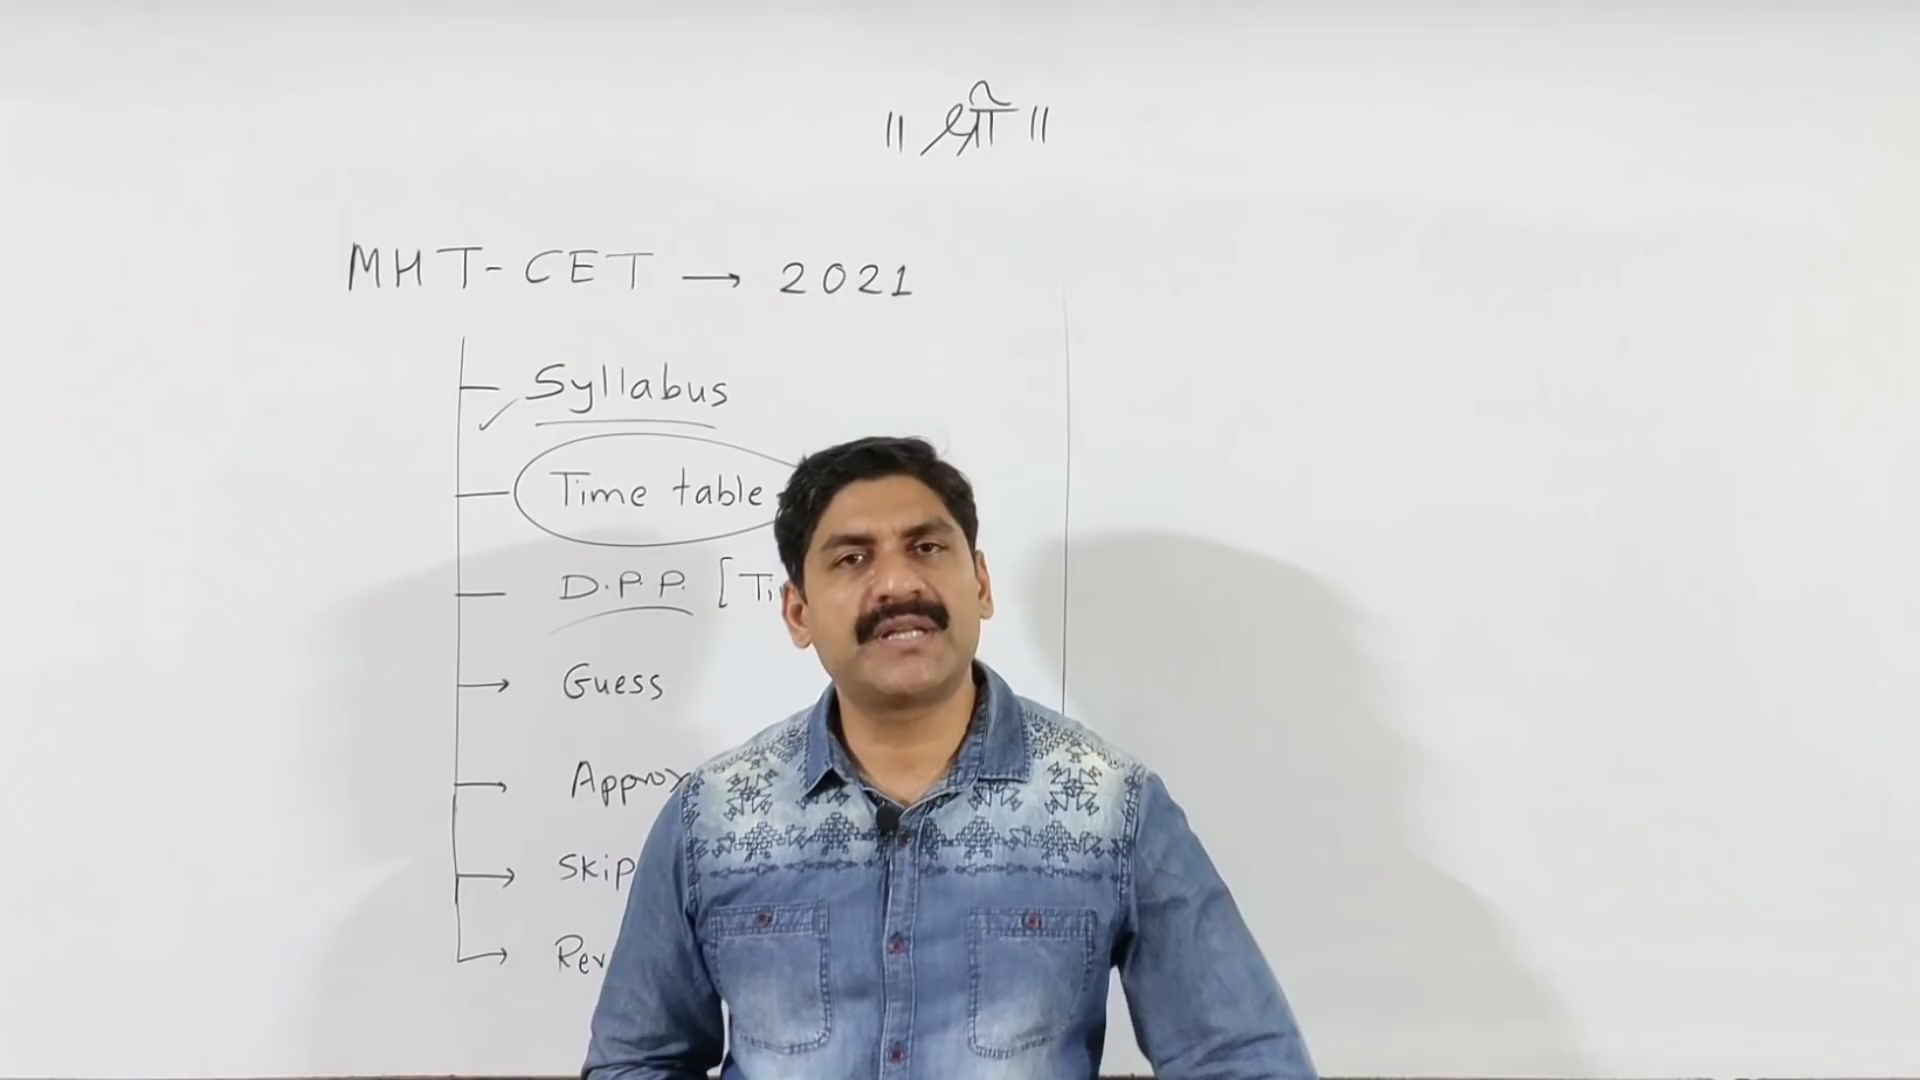 ॥ श्री ॥
MHT-CET → 2021
Syllabus
Time table
D.P.P. [Ti
Guess
Approx
Skip
Rev